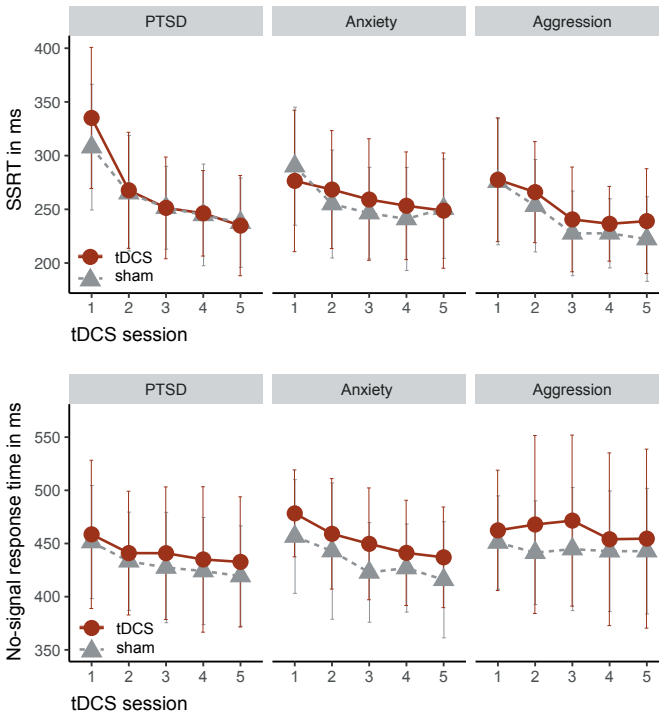 PTSD Anxiety Aggression
SSRT in ms
400
350
300
250
200
tDCS
sham
1 2 3 4 5 1 2 3 4 5 1 2 3 4 5
tDCS session
PTSD Anxiety Aggression
No-signal response time in ms
550
500
450
400
350
tDCS
sham
1 2 3 4 5 1 2 3 4 5 1 2 3 4 5
tDCS session